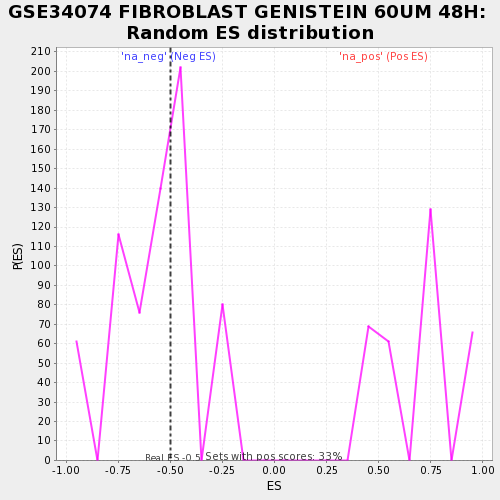 GSE34074 FIBROBLAST GENISTEIN 60UM 48H:
Random ES distribution
'na_neg' (Neg ES)
'na_pos' (Pos ES)
210
200
190
180
170
160
150
140
130
120
110
100
90
80
70
60
50
40
30
20
10
0
P(ES)
Real ES -0.5
Sets with pos scores: 33%
-1.00 -0.75 -0.50 -0.25 0.00 0.25 0.50 0.75 1.00
ES